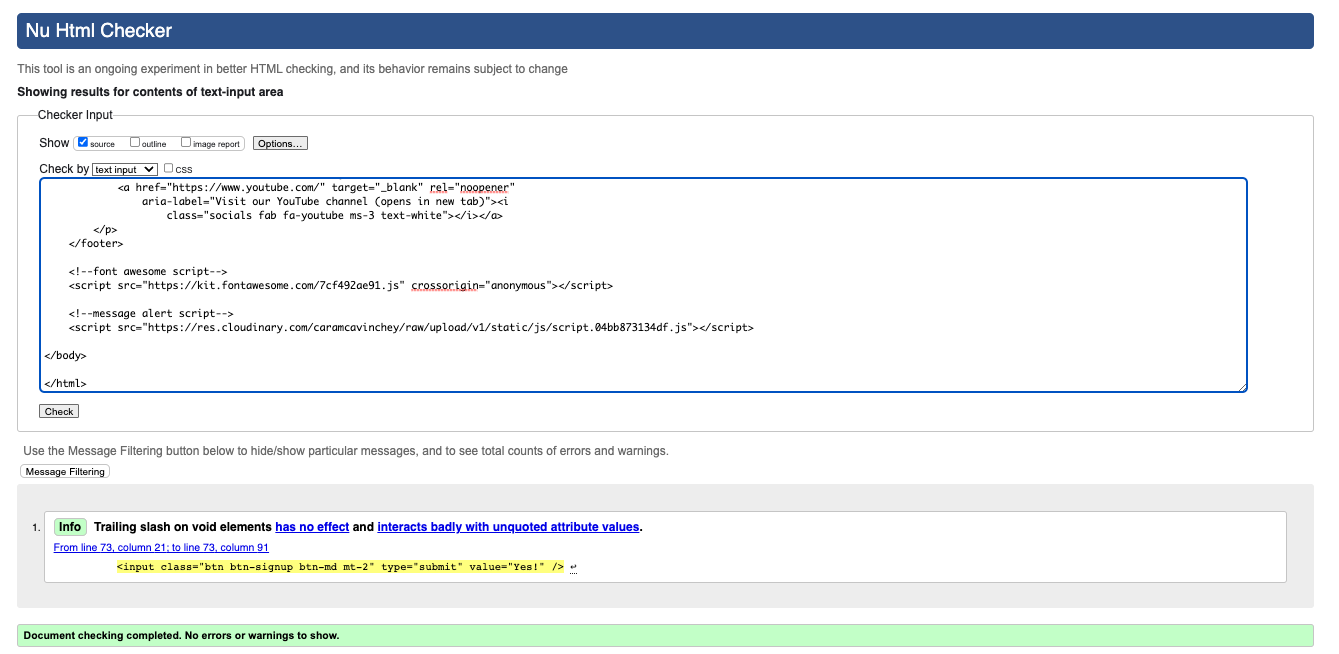 Nu Html Checker
This tool is an ongoing experiment in better HTML checking, and its behavior remains subject to change
Showing results for contents of text-input area
Checker Input
Show source outline image report Options...
Check by text input css
<a href="https://www.youtube.com/" target="_blank" rel="noopener"
aria-label="Visit our YouTube channel (opens in new tab)"><i
class="socials fab fa-youtube ms-3 text-white"></i></a>
</p>
</footer>
<!--font awesome script-->
<script src="https://kit.fontawesome.com/7cf492ae91.js" crossorigin="anonymous"></script>
<!--message alert script-->
<script src="https://res.cloudinary.com/caramcavinchey/raw/upload/v1/static/js/script.04bb873134df.js"></script>
</body>
</html>
Check
Use the Message Filtering button below to hide/show particular messages, and to see total counts of errors and warnings.
Message Filtering
1. Info Trailing slash on void elements has no effect and interacts badly with unquoted attribute values.
From line 73, column 21; to line 73, column 91
<input class="btn btn-signup btn-md mt-2" type="submit" value="Yes!" /> ↩
Document checking completed. No errors or warnings to show.